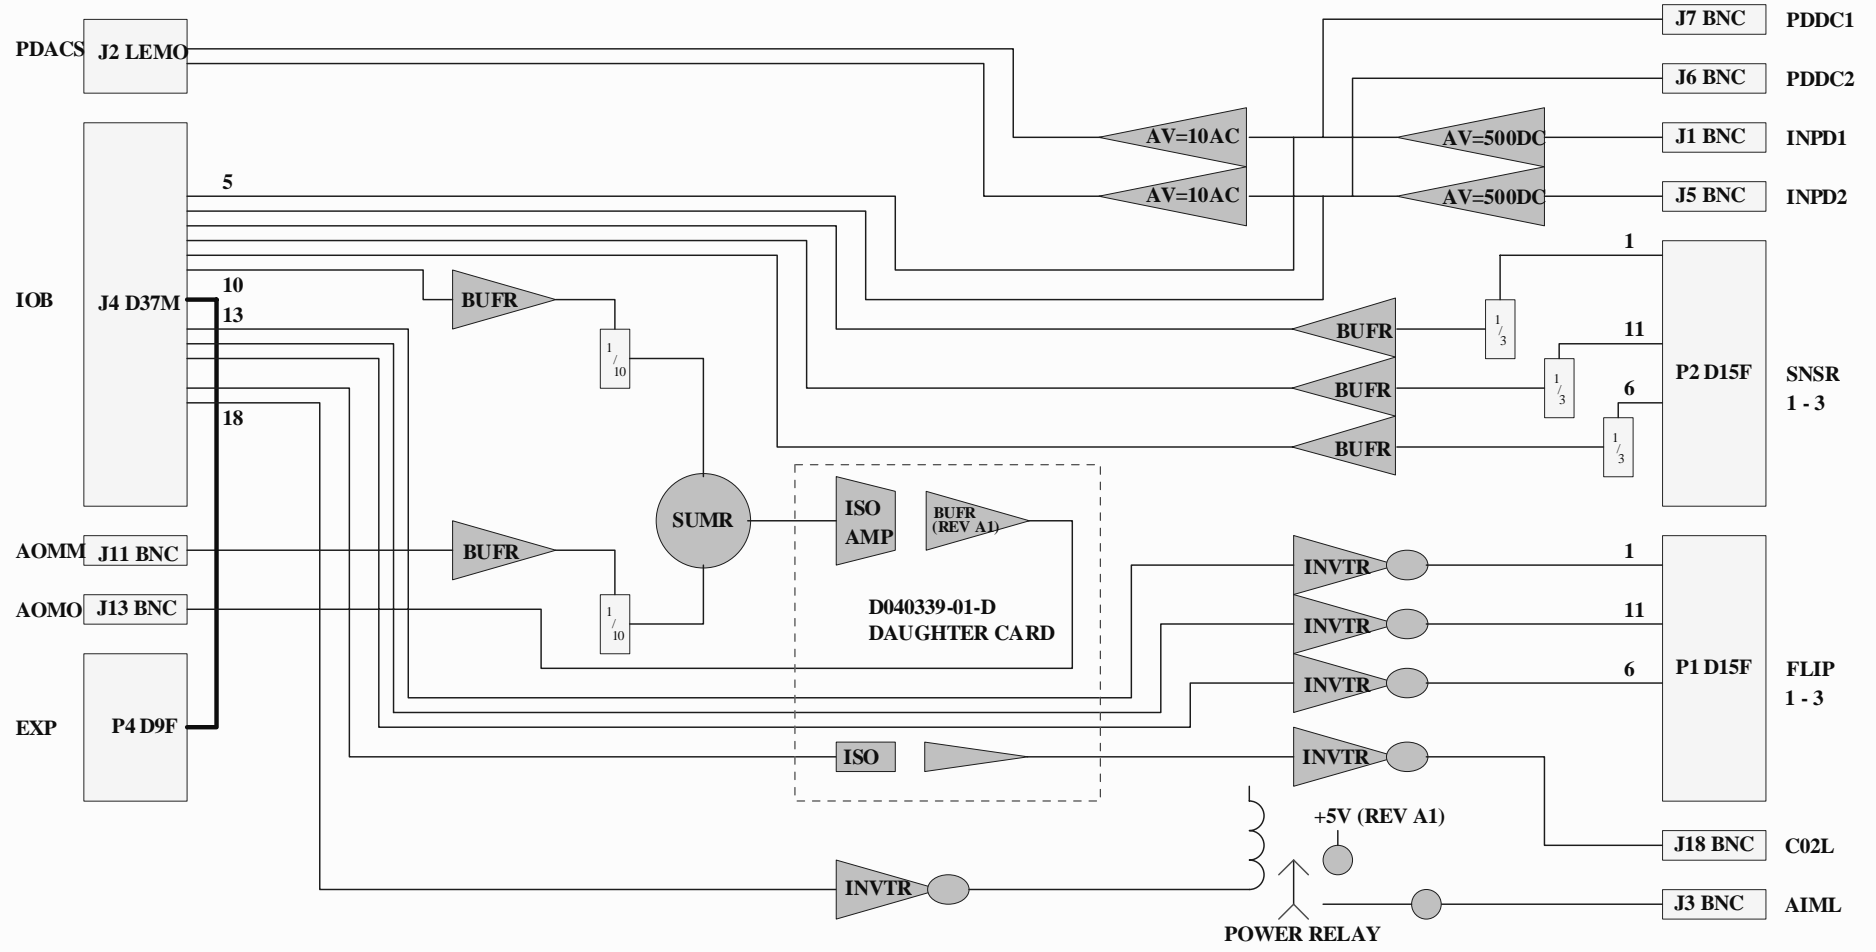 J7 BNC PDDC1
PDACS J2 LEMO
J6 BNC PDDC2
AV=10AC AV=500DC J1 BNC INPD1
5
AV=10AC AV=500DC J5 BNC INPD2
1
10
IOB J4 D37M BUFR
13
1/3
BUFR
11
1/10
P2 D15F SNSR
1 - 3
1/3
BUFR
6
18
1/3
BUFR
ISO
AMP
BUFR
(REV A1)
SUMR
AOMM J11 BNC BUFR
1
INVTR
AOMO J13 BNC
1/10
D040339-01-D
DAUGHTER CARD
11
INVTR
P1 D15F FLIP
1 - 3
6
INVTR
EXP P4 D9F
ISO
INVTR
+5V (REV A1)
J18 BNC C02L
INVTR
J3 BNC AIML
POWER RELAY